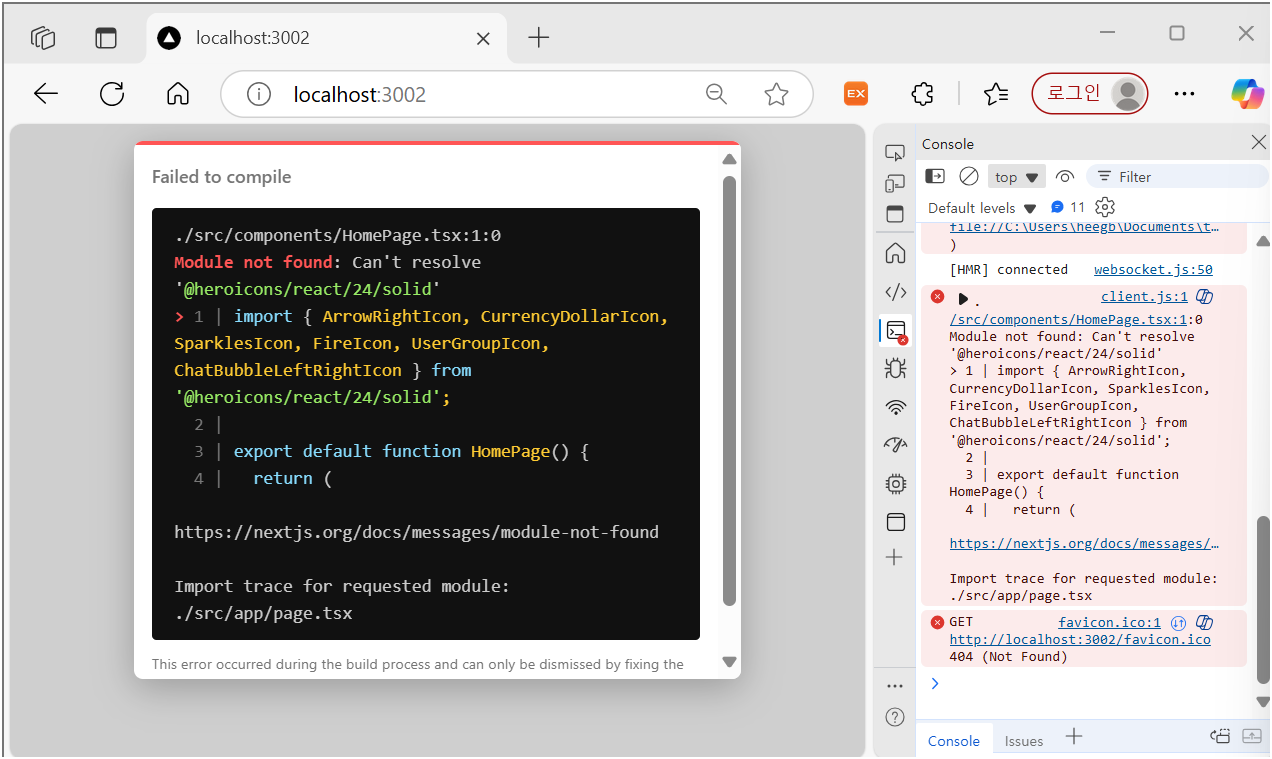 localhost:3002
localhost:3002
EX
로그인
Failed to compile
./src/components/HomePage.tsx:1:0
Module not found: Can't resolve
'@heroicons/react/24/solid'
> 1 | import { ArrowRightIcon, CurrencyDollarIcon,
SparklesIcon, FireIcon, UserGroupIcon,
ChatBubbleLeftRightIcon } from
'@heroicons/react/24/solid';
2 |
3 | export default function HomePage() {
4 |   return (
https://nextjs.org/docs/messages/module-not-found
Import trace for requested module:
./src/app/page.tsx
This error occurred during the build process and can only be dismissed by fixing the
Console
top
Filter
Default levels
11
file://C:\Users\heegb\Documents\t…
)
[HMR] connected websocket.js:50
. client.js:1
/src/components/HomePage.tsx:1:0
Module not found: Can't resolve
'@heroicons/react/24/solid'
> 1 | import { ArrowRightIcon,
CurrencyDollarIcon, SparklesIcon,
FireIcon, UserGroupIcon,
ChatBubbleLeftRightIcon } from
'@heroicons/react/24/solid';
2 |
3 | export default function
HomePage() {
4 |   return (
https://nextjs.org/docs/messages/…
Import trace for requested module:
./src/app/page.tsx
GET favicon.ico:1
http://localhost:3002/favicon.ico
404 (Not Found)
Console Issues